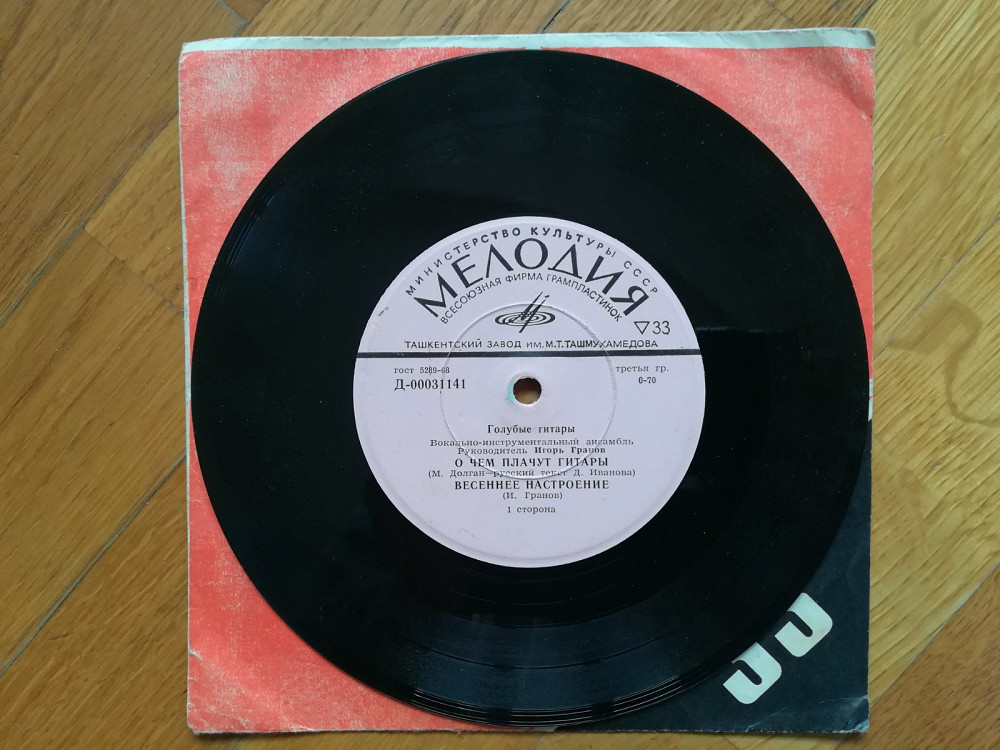 МИНИСТЕРСТВО КУЛЬТУРЫ СССР
МЕЛОДИЯ
ВСЕСОЮЗНАЯ ФИРМА ГРАМПЛАСТИНОК
▽33
ТАШКЕНТСКИЙ ЗАВОД ИМ. М.Т.ТАШМУХАМЕДОВА
гост 5289-68
третья гр.
Д-00031141
0-70
Голубые гитары
Вокально-инструментальный ансамбль
Руководитель Игорь Гранов
О ЧЕМ ПЛАЧУТ ГИТАРЫ
(М. Долган—русский текст Д. Иванова)
ВЕСЕННЕЕ НАСТРОЕНИЕ
(И. Гранов)
1 сторона